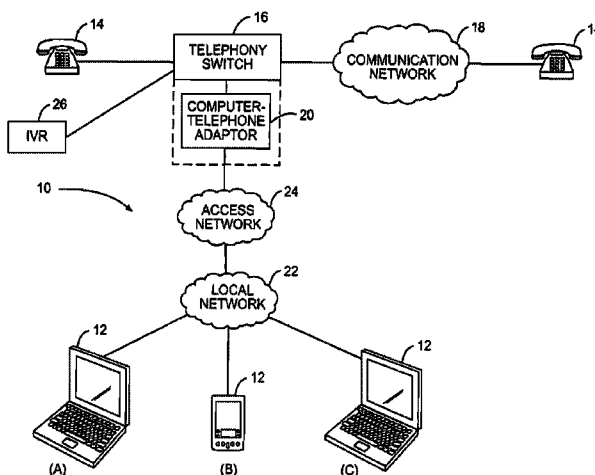 14
TELEPHONY
SWITCH
16
COMMUNICATION
NETWORK
18
26
IVR
COMPUTER-
TELEPHONE
ADAPTOR
20
10
ACCESS
NETWORK
24
LOCAL
NETWORK
22
12
12
12
(A)
(B)
(C)